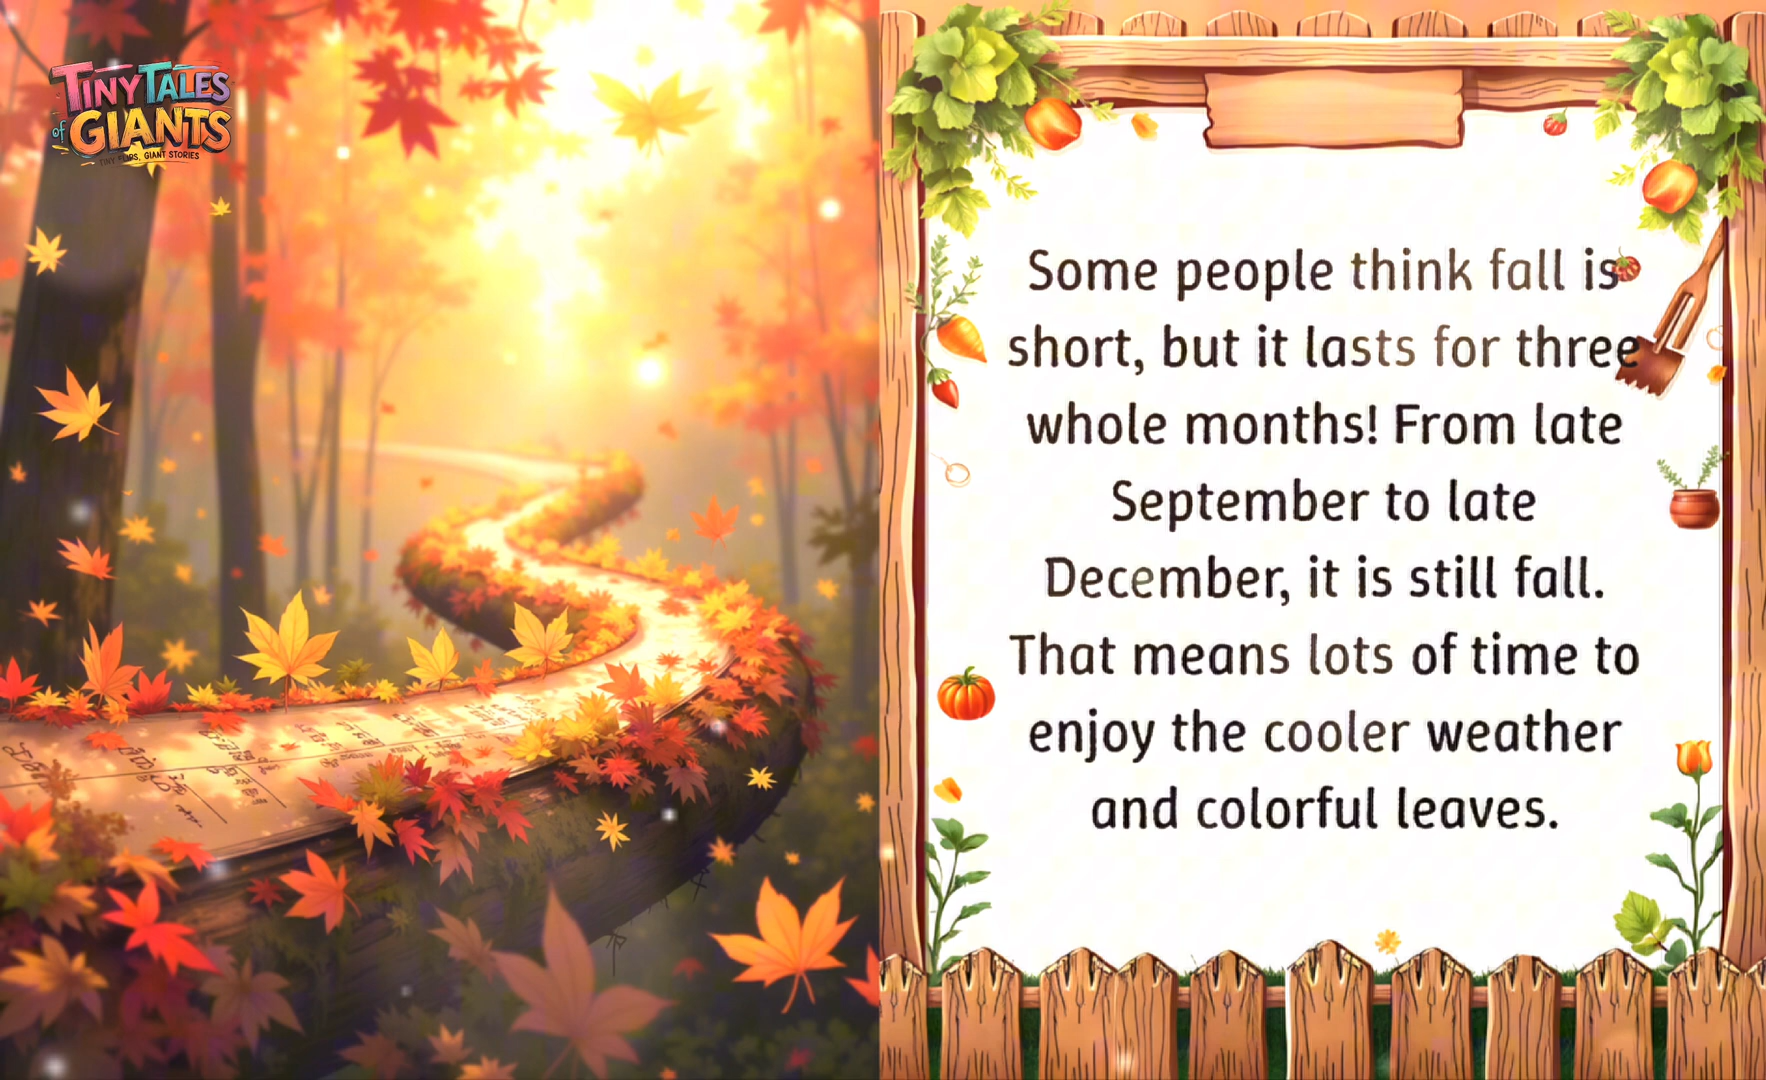 TINY TALES
of GIANTS
Some people think fall is
short, but it lasts for three
whole months! From late
September to late
December, it is still fall.
That means lots of time to
enjoy the cooler weather
and colorful leaves.